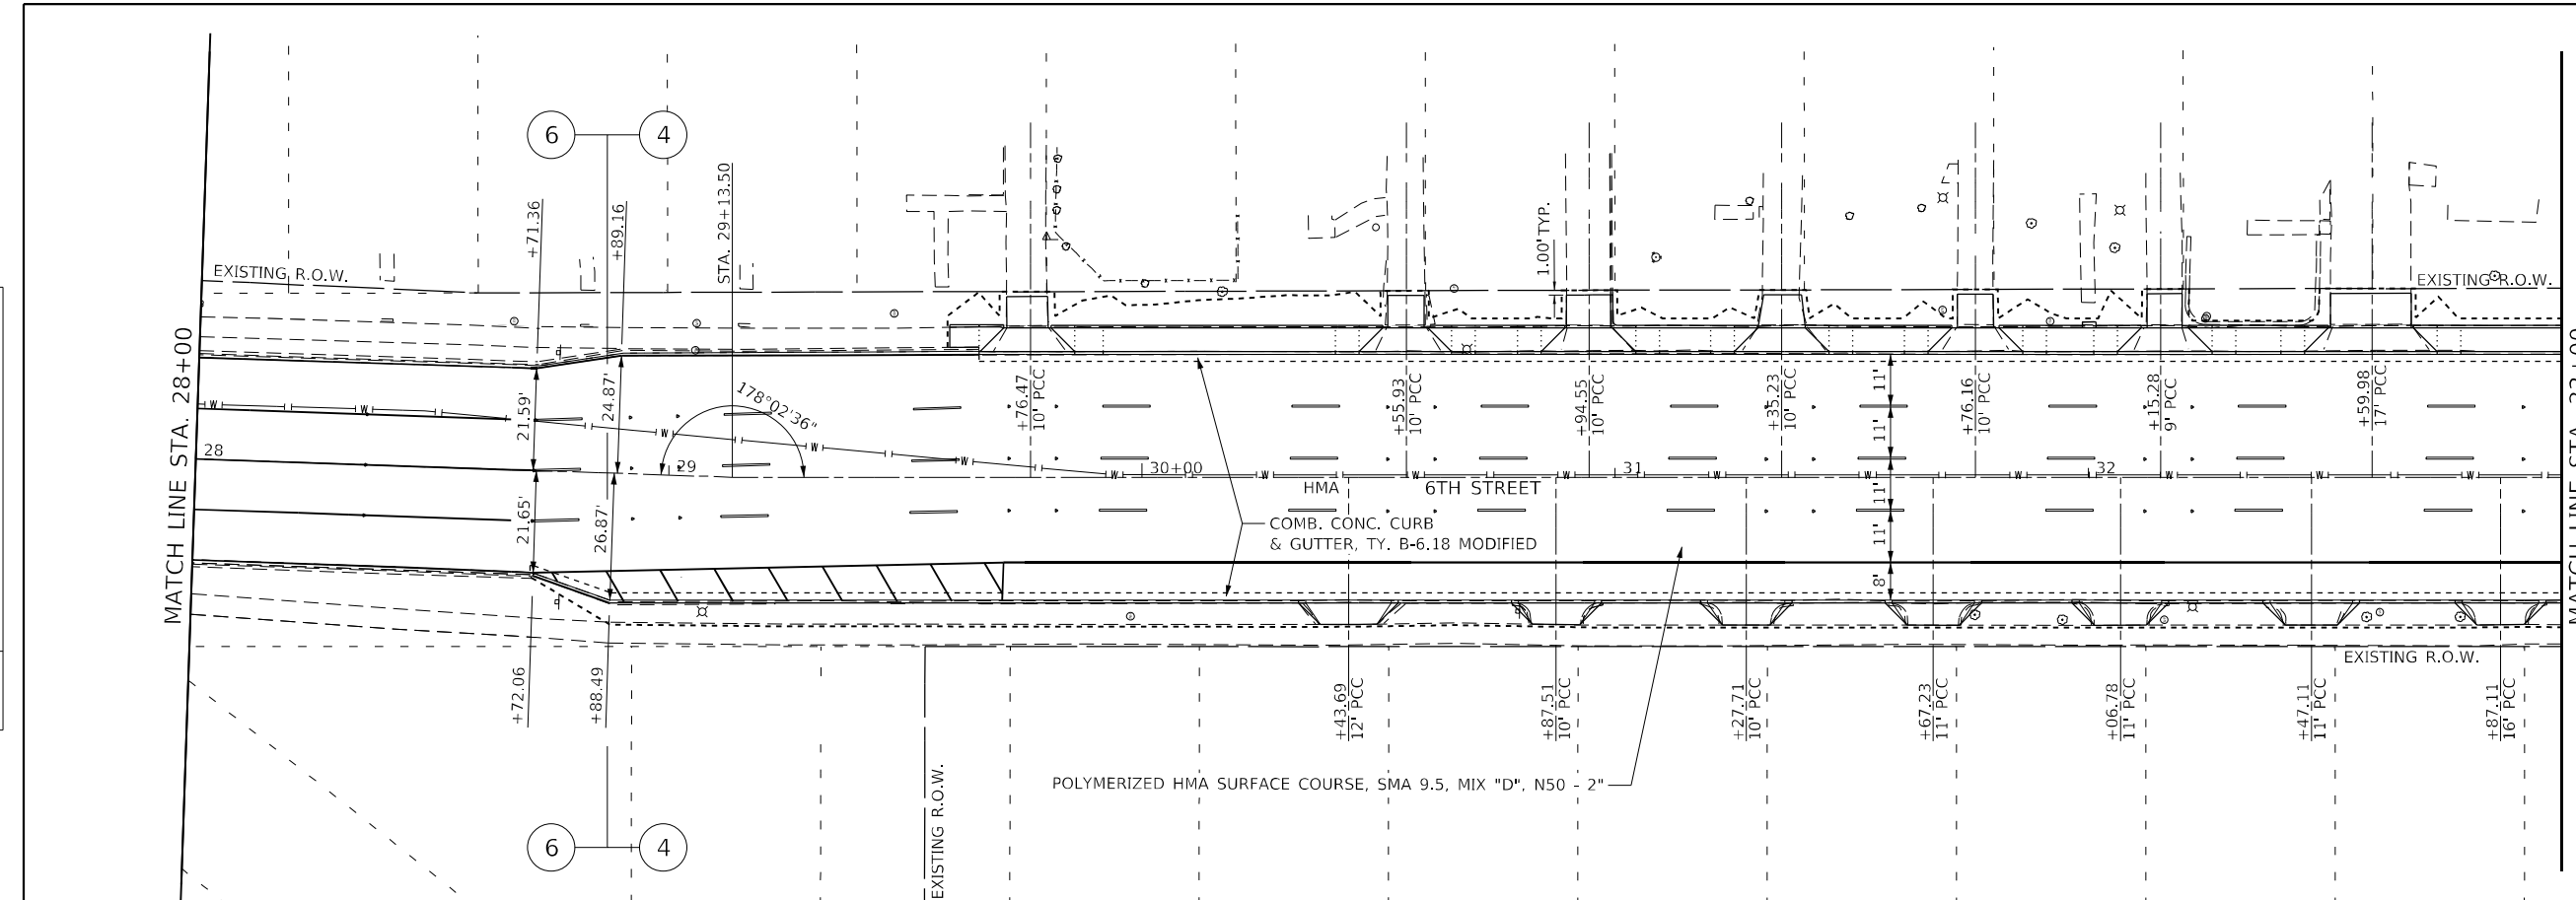 6
4
+71.36
+89.16
STA. 29+13.50
1.00' TYP.
EXISTING R.O.W.
EXISTING R.O.W.
MATCH LINE STA. 28+00
21.59'
24.87'
178°02'36"
+76.47
10' PCC
+55.93
10' PCC
+94.55
10' PCC
+35.23
10' PCC
11'
+76.16
10' PCC
+15.28
9' PCC
+59.98
17' PCC
W
W
W
W
W
11'
28
29
30+00
31
32
W
W
W
W
W
W
W
W
W
W
HMA
6TH STREET
21.65'
26.87'
11'
11'
COMB. CONC. CURB
& GUTTER, TY. B-6.18 MODIFIED
8'
EXISTING R.O.W.
+72.06
+88.49
+43.69
12' PCC
+87.51
10' PCC
+27.71
10' PCC
+67.23
11' PCC
+06.78
11' PCC
+47.11
11' PCC
+87.11
16' PCC
POLYMERIZED HMA SURFACE COURSE, SMA 9.5, MIX "D", N50 - 2"
EXISTING R.O.W.
6
4